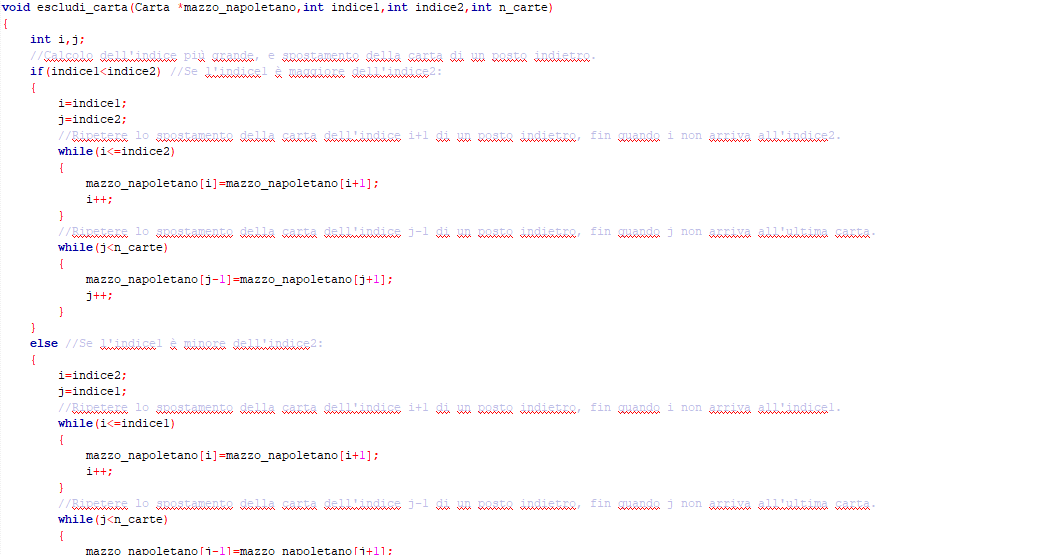 void escludi_carta(Carta *mazzo_napoletano,int indice1,int indice2,int n_carte)
{
int i,j;
//Calcolo dell'indice più grande, e spostamento della carta di un posto indietro.
if(indice1<indice2) //Se l'indice1 è maggiore dell'indice2:
{
i=indice1;
j=indice2;
//Ripetere lo spostamento della carta dell'indice i+1 di un posto indietro, fin quando i non arriva all'indice2.
while(i<=indice2)
{
mazzo_napoletano[i]=mazzo_napoletano[i+1];
i++;
}
//Ripetere lo spostamento della carta dell'indice j-1 di un posto indietro, fin quando j non arriva all'ultima carta.
while(j<n_carte)
{
mazzo_napoletano[j-1]=mazzo_napoletano[j+1];
j++;
}
}
else //Se l'indice1 è minore dell'indice2:
{
i=indice2;
j=indice1;
//Ripetere lo spostamento della carta dell'indice i+1 di un posto indietro, fin quando i non arriva all'indice1.
while(i<=indice1)
{
mazzo_napoletano[i]=mazzo_napoletano[i+1];
i++;
}
//Ripetere lo spostamento della carta dell'indice j-1 di un posto indietro, fin quando j non arriva all'ultima carta.
while(j<n_carte)
{
mazzo_napoletano[j-1]=mazzo_napoletano[j+1];